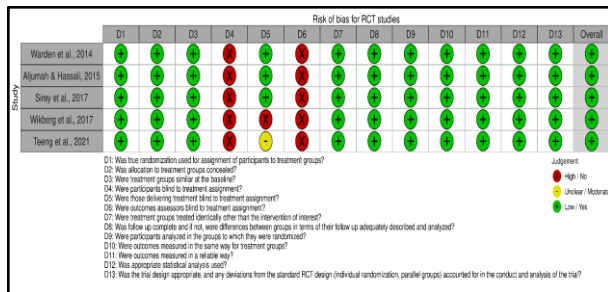 Risk of bias for RCT studies
D1 D2 D3 D4 D5 D6 D7 D8 D9 D10 D11 D12 D13 Overall
Study
Warden et al., 2014 + + + X + X + + + + + + + +
Aljumah & Hassali, 2015 + + + X + X + + + + + + + +
Sirey et al., 2017 + + + X + X + + + + + + + +
Wikberg et al., 2017 + + + X X X + + + + + + + +
Teeng et al., 2021 + + + X - X + + + + + + + +
D1: Was true randomization used for assignment of participants to treatment groups?
D2: Was allocation to treatment groups concealed?
D3: Were treatment groups similar at the baseline?
D4: Were participants blind to treatment assignment?
D5: Were those delivering treatment blind to treatment assignment?
D6: Were outcomes assessors blind to treatment assignment?
D7: Were treatment groups treated identically other than the intervention of interest?
D8: Was follow up complete and if not, were differences between groups in terms of their follow up adequately described and analyzed?
D9: Were participants analyzed in the groups to which they were randomized?
D10: Were outcomes measured in the same way for treatment groups?
D11: Were outcomes measured in a reliable way?
D12: Was appropriate statistical analysis used?
D13: Was the trial design appropriate, and any deviations from the standard RCT design (individual randomization, parallel groups) accounted for in the conduct and analysis of the trial?
Judgement
X High / No
- Unclear / Moderate
+ Low / Yes